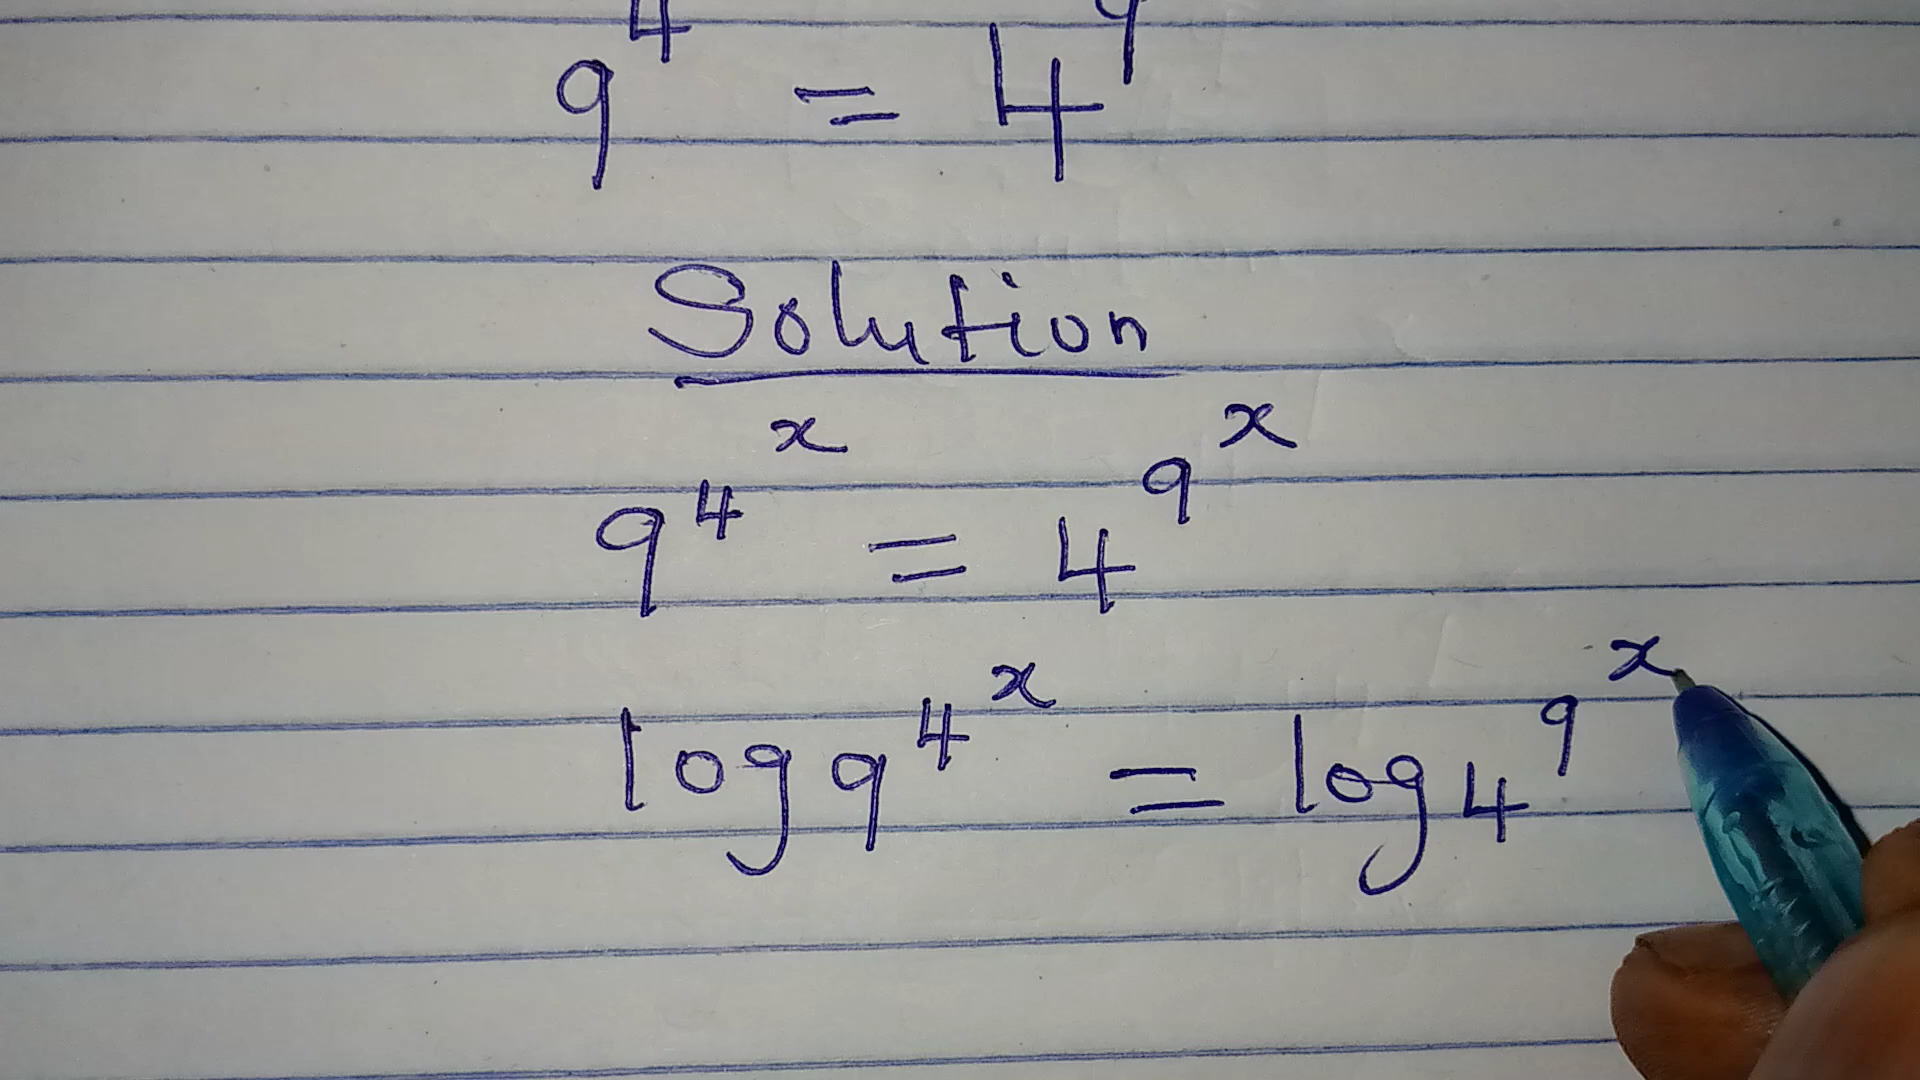 9^4 = 4^9
Solution
9^4^x = 4^9^x
log 9^4^x = log 4^9^x